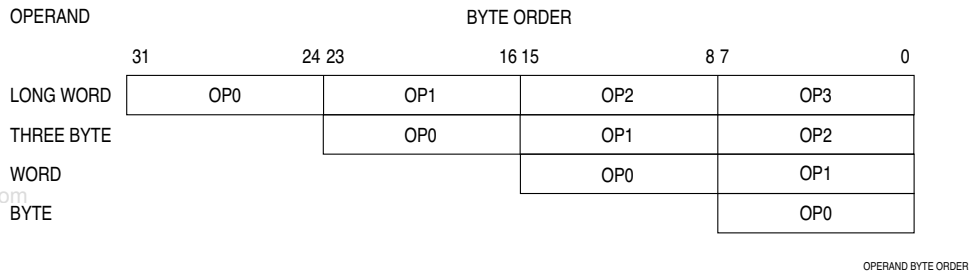 OPERAND BYTE ORDER
31 24 23 16 15 8 7 0
LONG WORD OP0 OP1 OP2 OP3
THREE BYTE OP0 OP1 OP2
WORD OP0 OP1
om
BYTE OP0
OPERAND BYTE ORDER